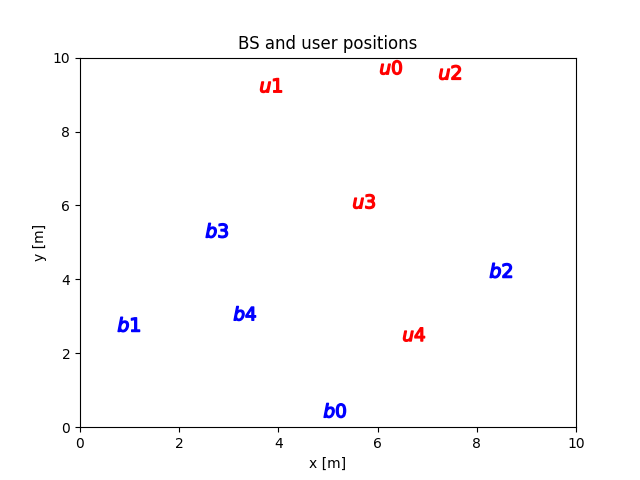 BS and user positions
10
8
6
4
2
0
y [m]
u0
u2
u1
u3
b3
b2
b4
b1
u4
b0
0 2 4 6 8 10
x [m]